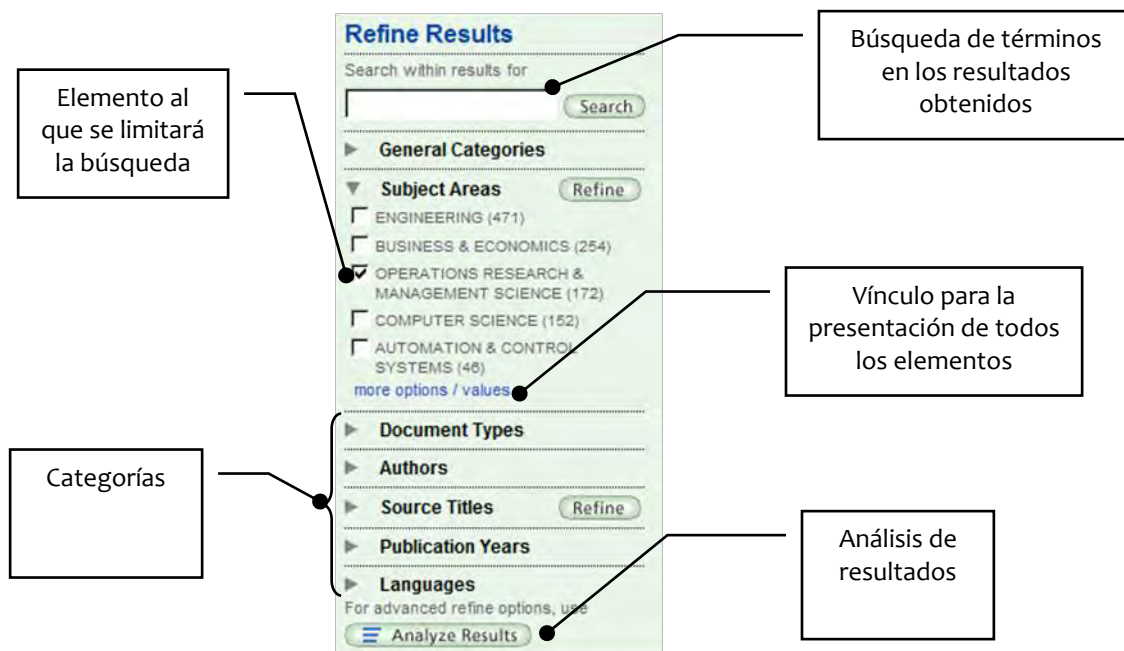 Refine Results
Search within results for
Search
General Categories
Subject Areas
Refine
ENGINEERING (471)
BUSINESS & ECONOMICS (254)
OPERATIONS RESEARCH &
MANAGEMENT SCIENCE (172)
COMPUTER SCIENCE (152)
AUTOMATION & CONTROL
SYSTEMS (46)
more options / values
Document Types
Authors
Source Titles
Refine
Publication Years
Languages
For advanced refine options, use
Analyze Results
Elemento al
que se limitará
la búsqueda
Categorías
Búsqueda de términos
en los resultados
obtenidos
Vínculo para la
presentación de todos
los elementos
Análisis de
resultados